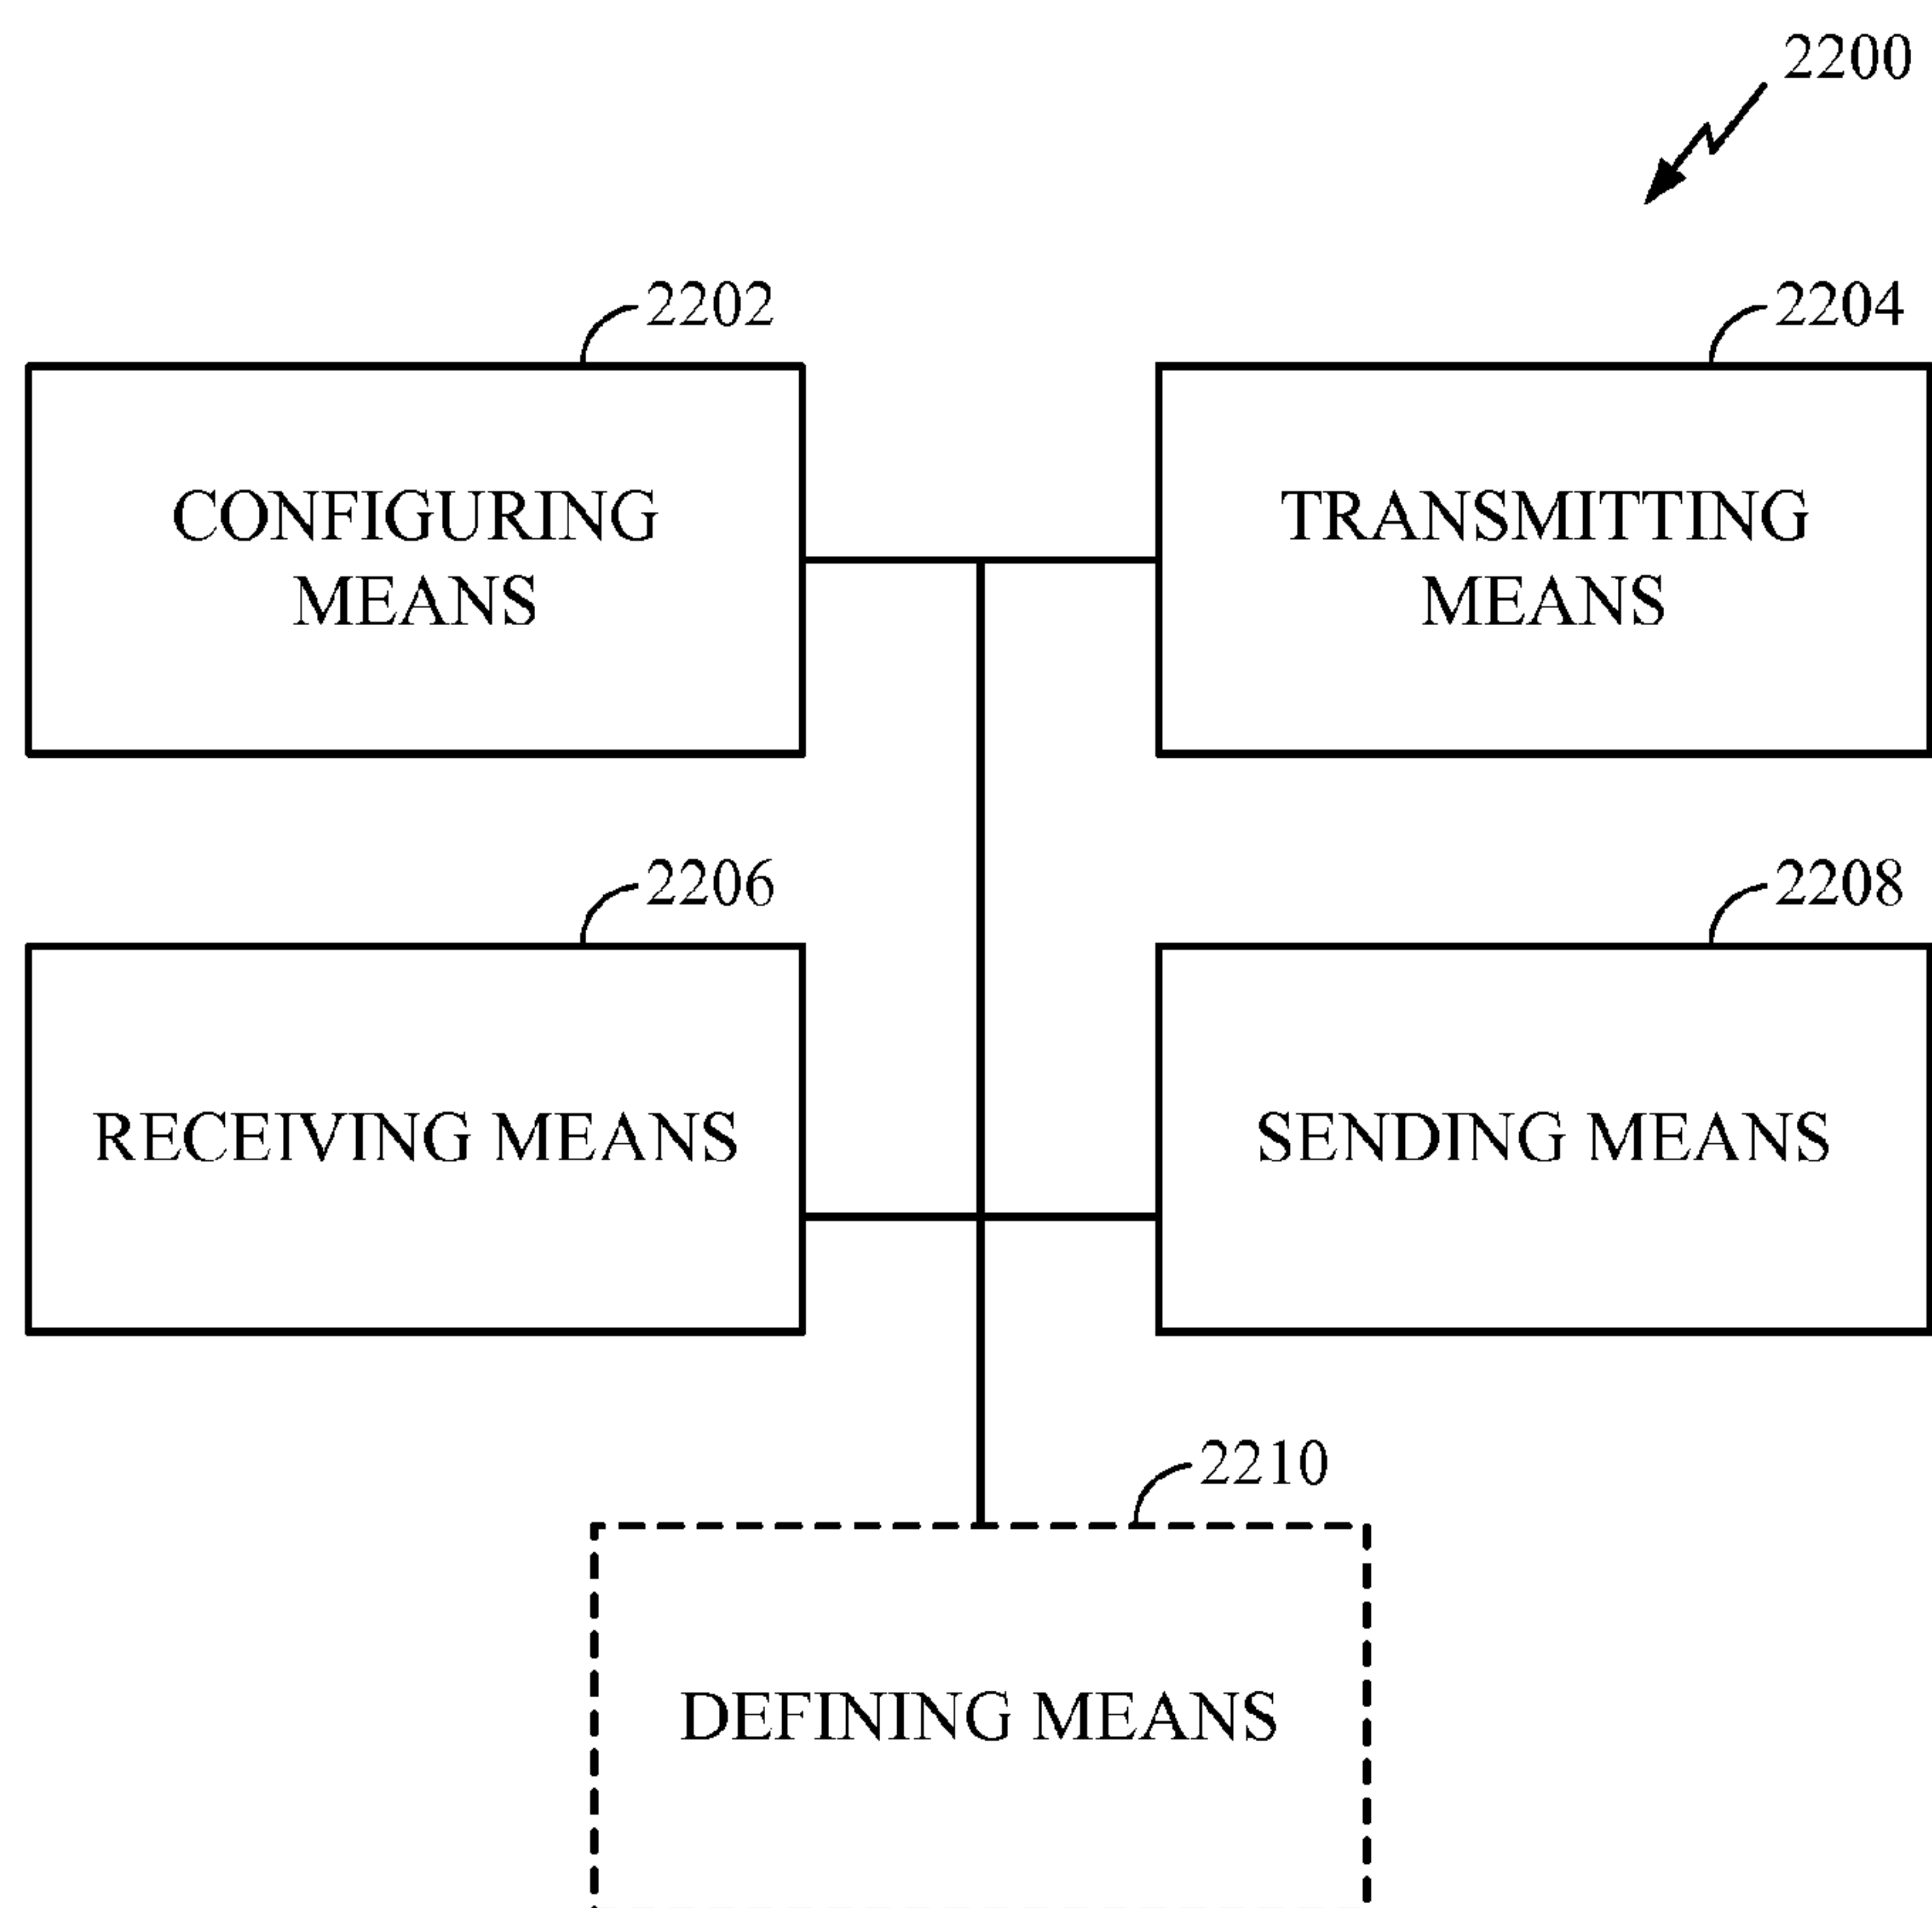 2200
2202
2204
CONFIGURING
MEANS
TRANSMITTING
MEANS
2206
2208
RECEIVING MEANS
SENDING MEANS
2210
DEFINING MEANS